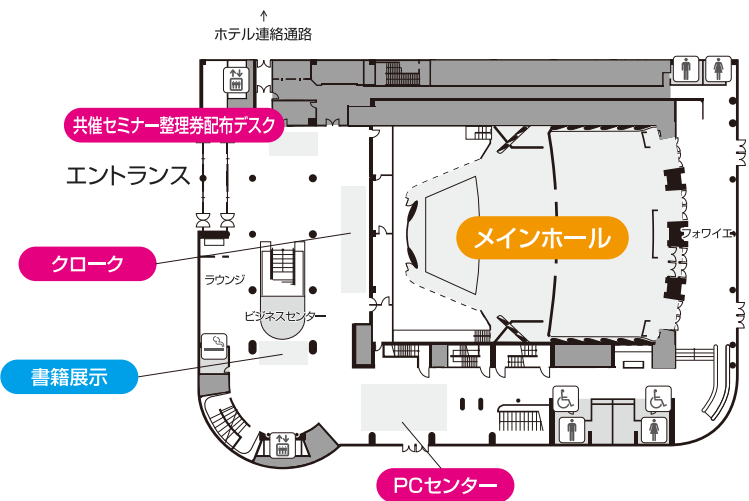 ホテル連絡通路
共催セミナー整理券配布デスク
エントランス
メインホール
フォワイエ
クローク
ラウンジ
ビジネスセンター
書籍展示
PCセンター